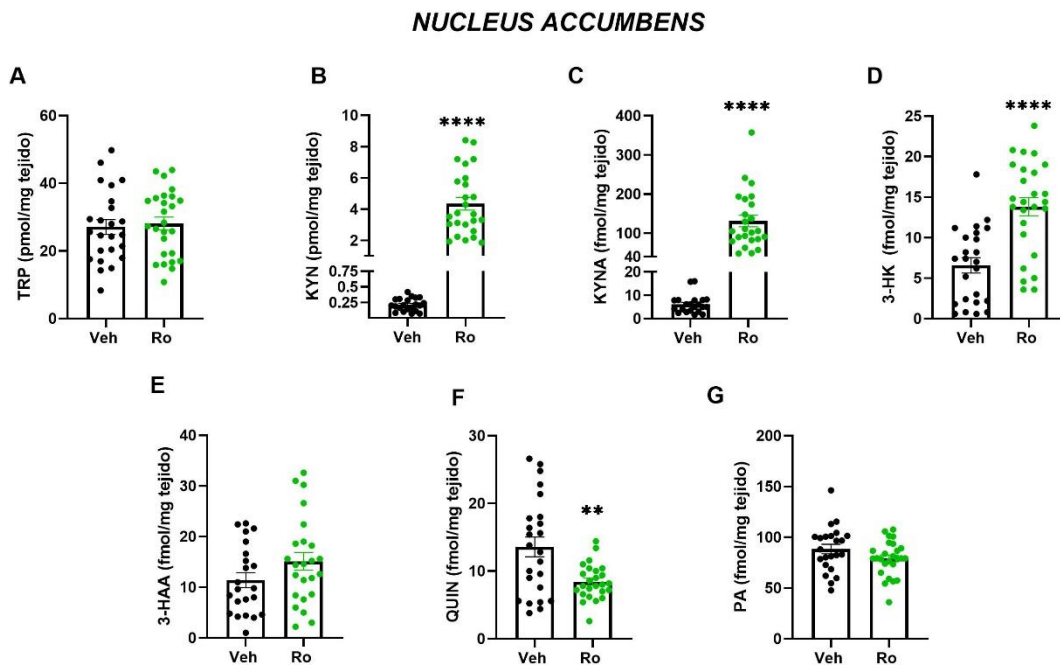 NUCLEUS ACCUMBENS
A
TRP (pmol/mg tejido)
60
40
20
0
Veh
Ro
B
KYN (pmol/mg tejido)
10
8
6
4
2
0.75
0.50
0.25
****
Veh
Ro
C
KYNA (fmol/mg tejido)
400
300
200
100
20
10
0
****
Veh
Ro
D
3-HK (fmol/mg tejido)
25
20
15
10
5
0
****
Veh
Ro
E
3-HAA (fmol/mg tejido)
40
30
20
10
0
Veh
Ro
F
QUIN (fmol/mg tejido)
30
20
10
0
**
Veh
Ro
G
PA (fmol/mg tejido)
200
150
100
50
0
Veh
Ro